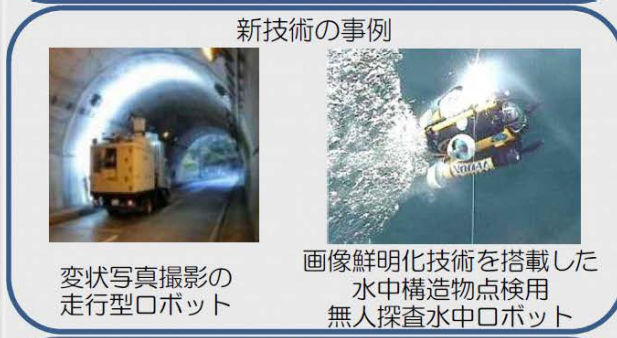 新技術の事例
変状写真撮影の
走行型ロボット
画像鮮明化技術を搭載した
水中構造物点検用
無人探査水中ロボット